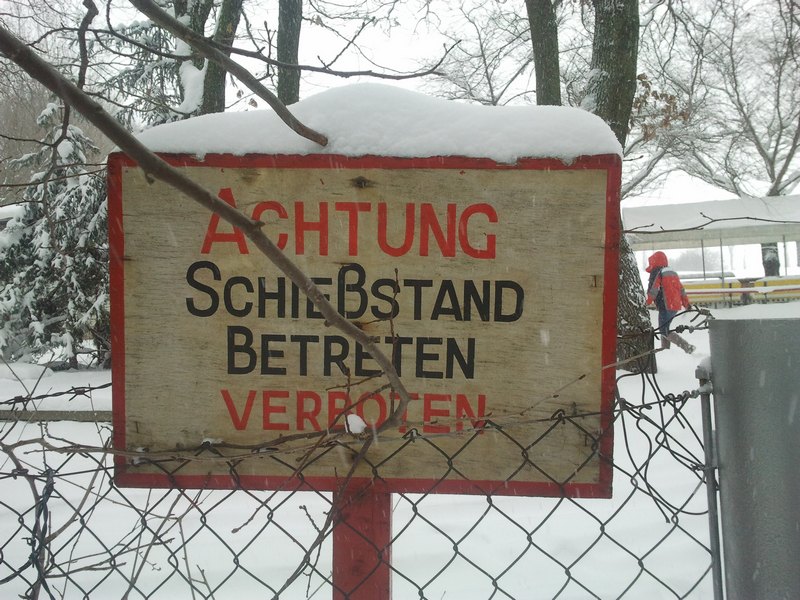 ACHTUNG
SCHIEßSTAND
BETRETEN
VERBOTEN